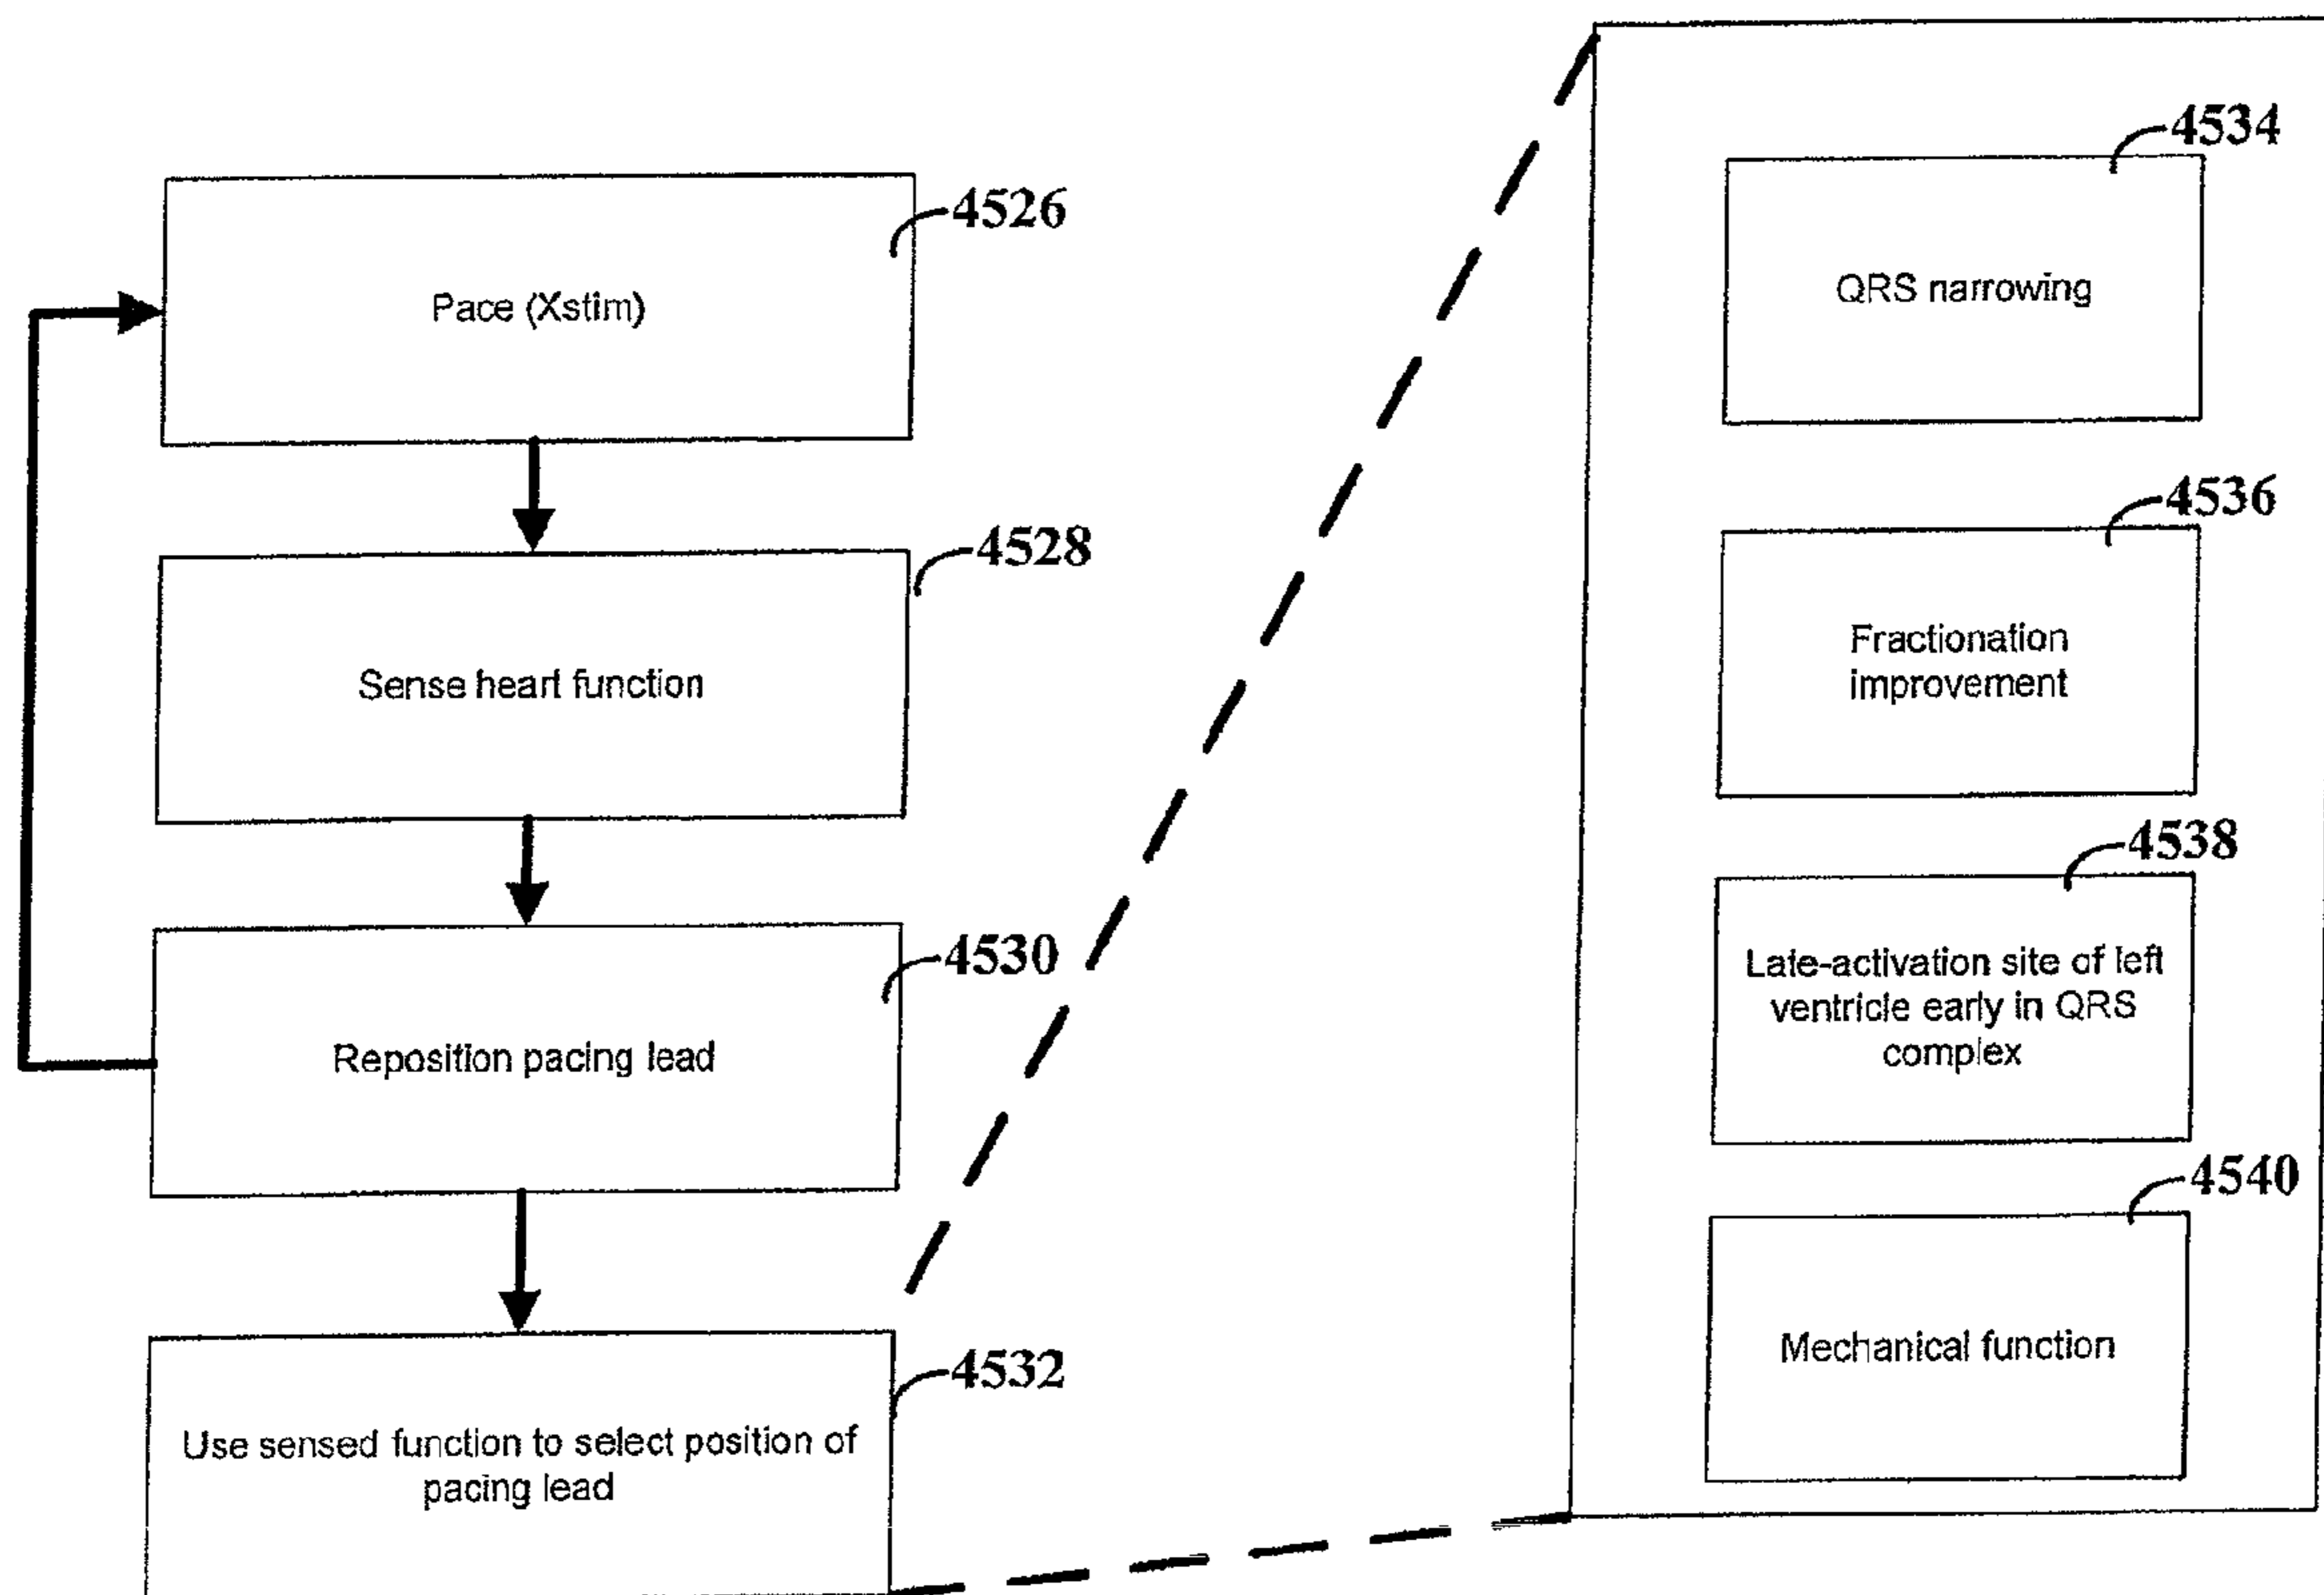 4526
Pace (Xstim)
4528
Sense heart function
4530
Reposition pacing lead
4532
Use sensed function to select position of
pacing lead
4534
QRS narrowing
4536
Fractionation
improvement
4538
Late-activation site of left
ventricle early in QRS
complex
4540
Mechanical function